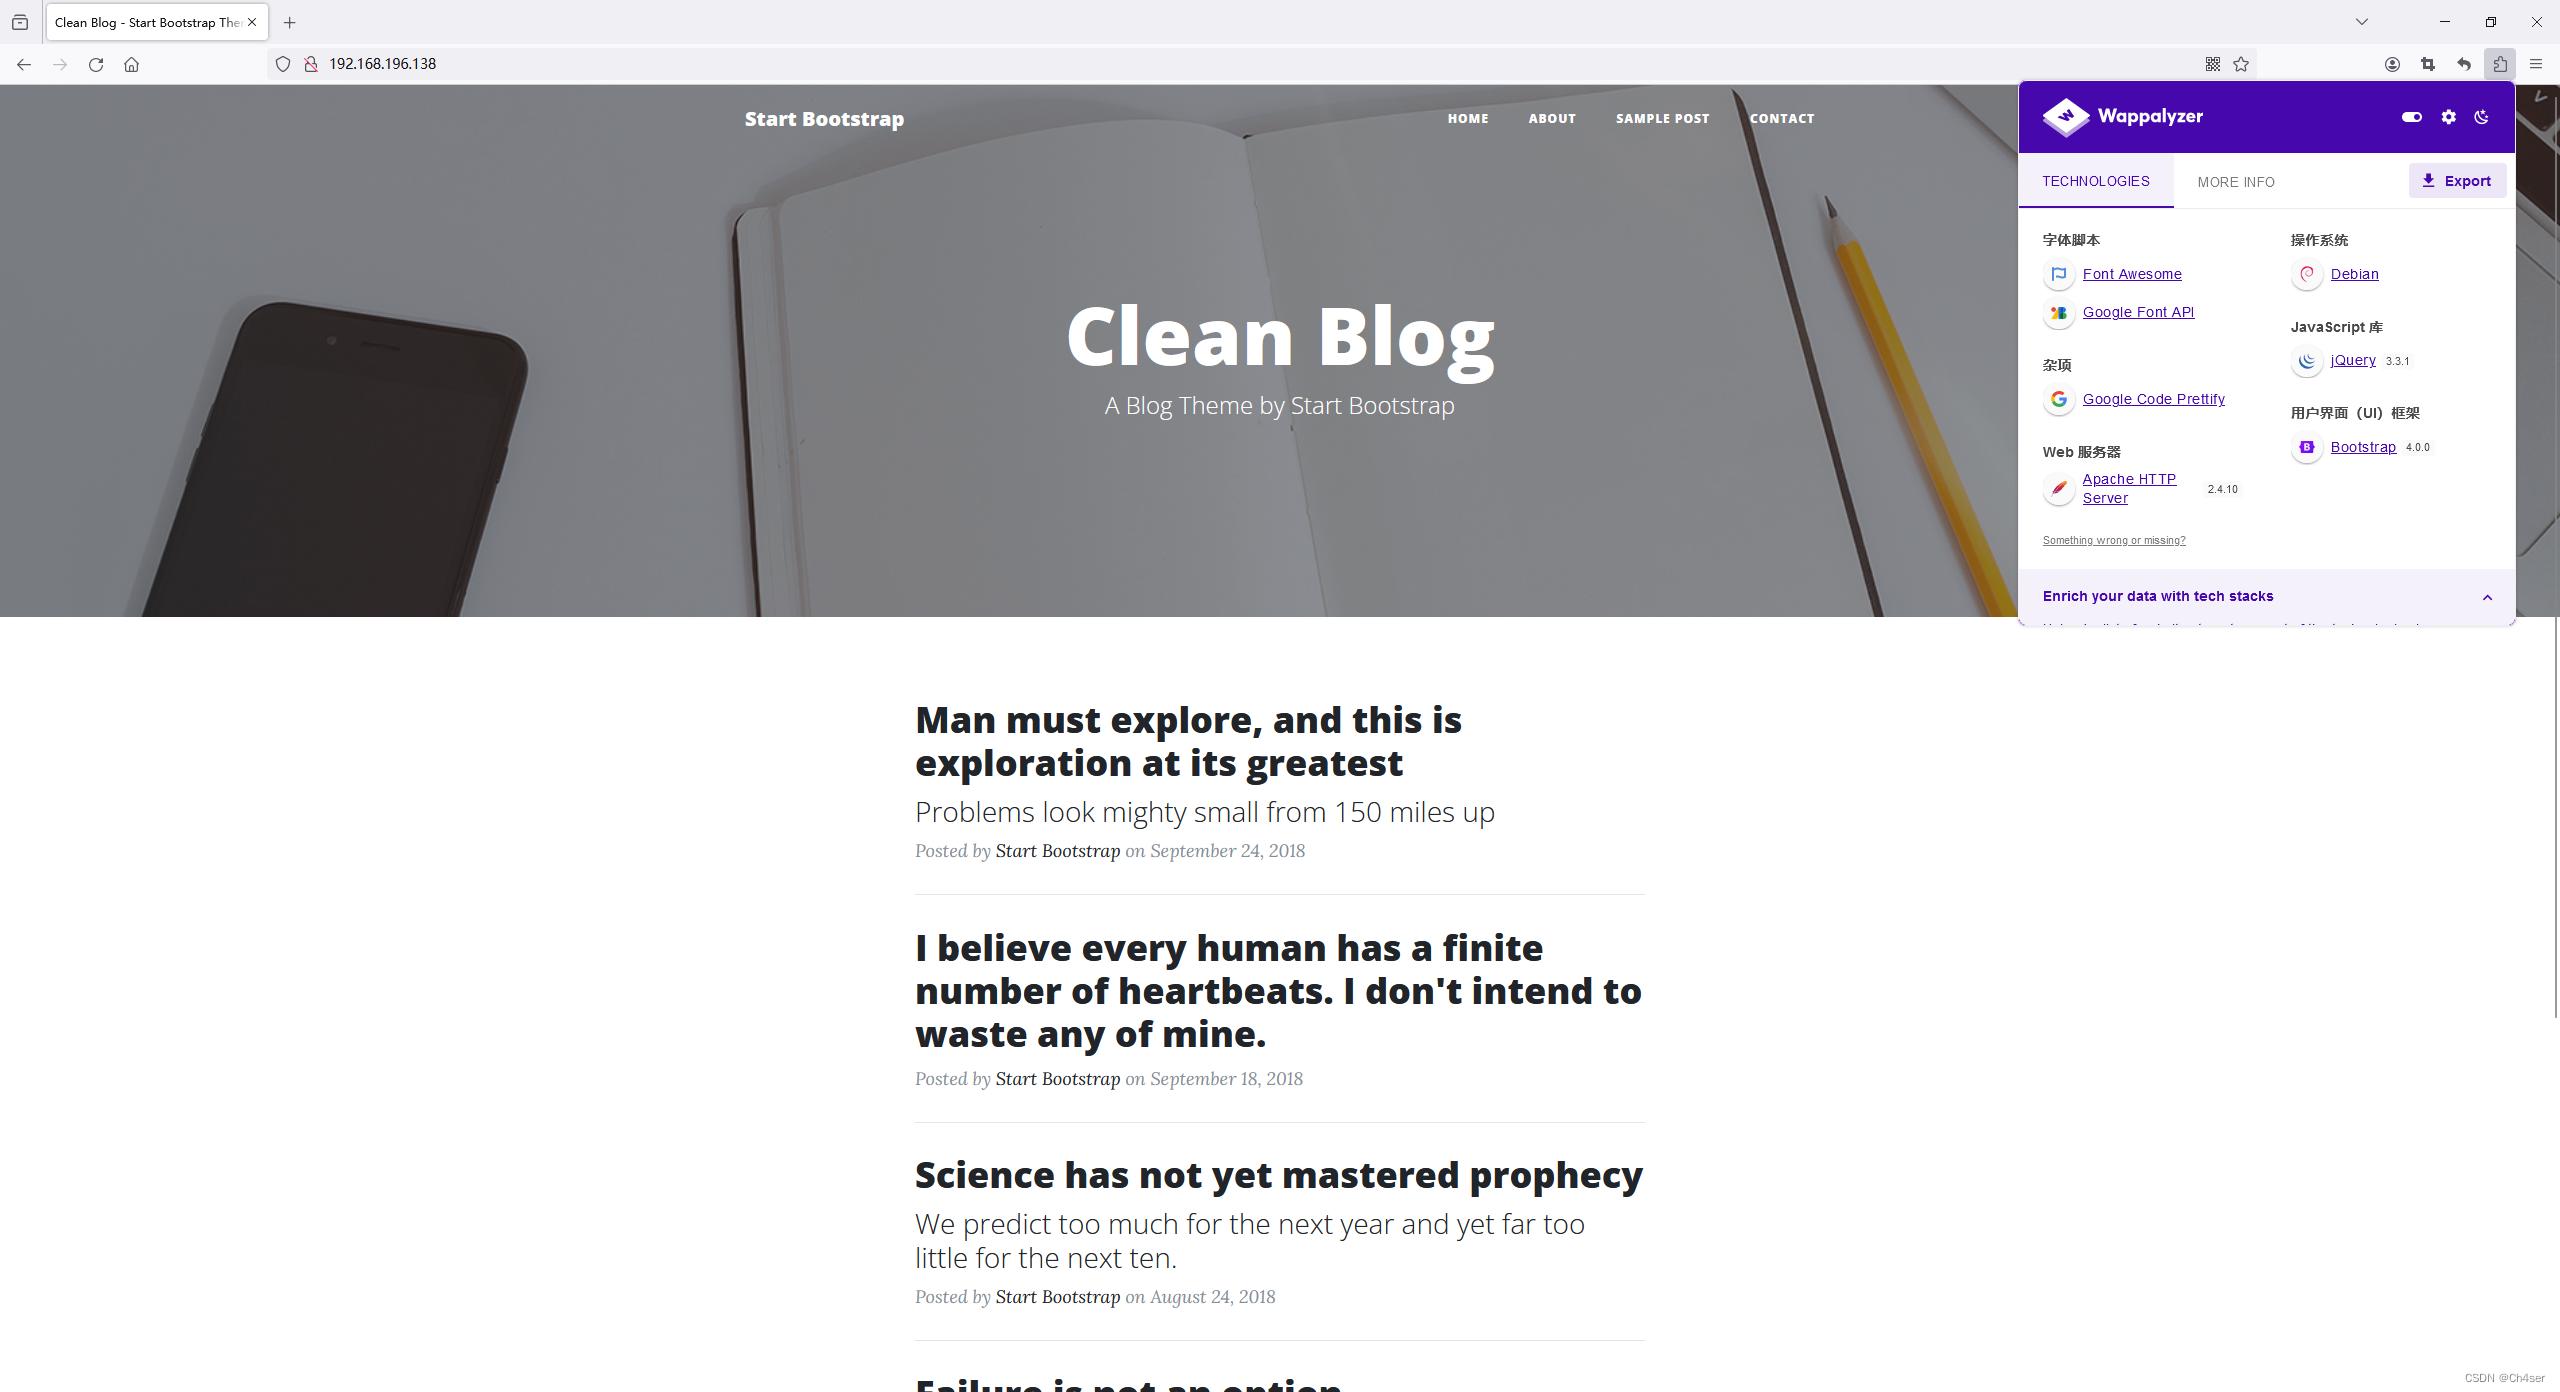 Clean Blog - Start Bootstrap The
192.168.196.138
Start Bootstrap
HOME
ABOUT
SAMPLE POST
CONTACT
Clean Blog
A Blog Theme by Start Bootstrap
Wappalyzer
TECHNOLOGIES
MORE INFO
Export
字体脚本
Font Awesome
Google Font API
杂项
Google Code Prettify
Web 服务器
Apache HTTP
Server
2.4.10
操作系统
Debian
JavaScript 库
jQuery 3.3.1
用户界面（UI）框架
Bootstrap 4.0.0
Something wrong or missing?
Enrich your data with tech stacks
Man must explore, and this is
exploration at its greatest
Problems look mighty small from 150 miles up
Posted by Start Bootstrap on September 24, 2018
I believe every human has a finite
number of heartbeats. I don't intend to
waste any of mine.
Posted by Start Bootstrap on September 18, 2018
Science has not yet mastered prophecy
We predict too much for the next year and yet far too
little for the next ten.
Posted by Start Bootstrap on August 24, 2018
Failure is not an option
CSDN @Ch4ser